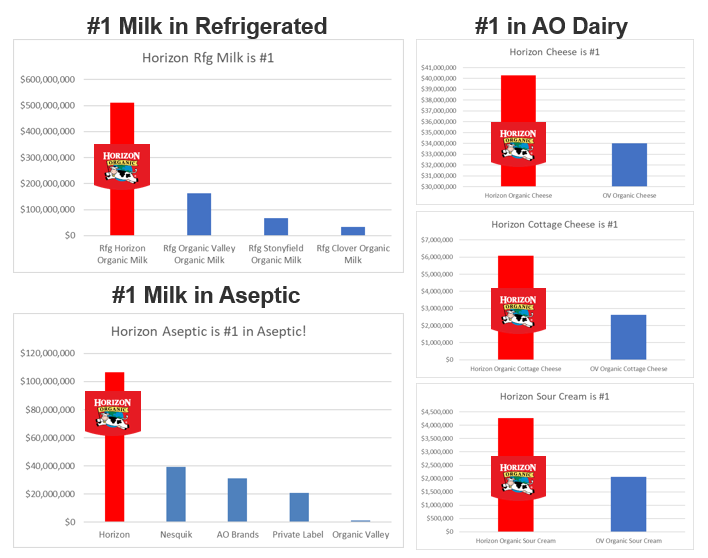 #1 Milk in Refrigerated
Horizon Rfg Milk is #1
$600,000,000
$500,000,000
$400,000,000
$300,000,000
$200,000,000
$100,000,000
$0
HORIZON
ORGANIC
Rfg Horizon
Organic Milk
Rfg Organic Valley
Organic Milk
Rfg Stonyfield
Organic Milk
Rfg Clover Organic
Milk
#1 Milk in Aseptic
Horizon Aseptic is #1 in Aseptic!
$120,000,000
$100,000,000
$80,000,000
$60,000,000
$40,000,000
$20,000,000
$0
HORIZON
ORGANIC
Horizon
Nesquik
AO Brands
Private Label
Organic Valley
#1 in AO Dairy
Horizon Cheese is #1
$41,000,000
$40,000,000
$39,000,000
$38,000,000
$37,000,000
$36,000,000
$35,000,000
$34,000,000
$33,000,000
$32,000,000
$31,000,000
$30,000,000
HORIZON
ORGANIC
Horizon Organic Cheese
OV Organic Cheese
Horizon Cottage Cheese is #1
$7,000,000
$6,000,000
$5,000,000
$4,000,000
$3,000,000
$2,000,000
$1,000,000
$0
HORIZON
ORGANIC
Horizon Organic Cottage Cheese
OV Organic Cottage Cheese
Horizon Sour Cream is #1
$4,500,000
$4,000,000
$3,500,000
$3,000,000
$2,500,000
$2,000,000
$1,500,000
$1,000,000
$500,000
$0
HORIZON
ORGANIC
Horizon Organic Sour Cream
OV Organic Sour Cream